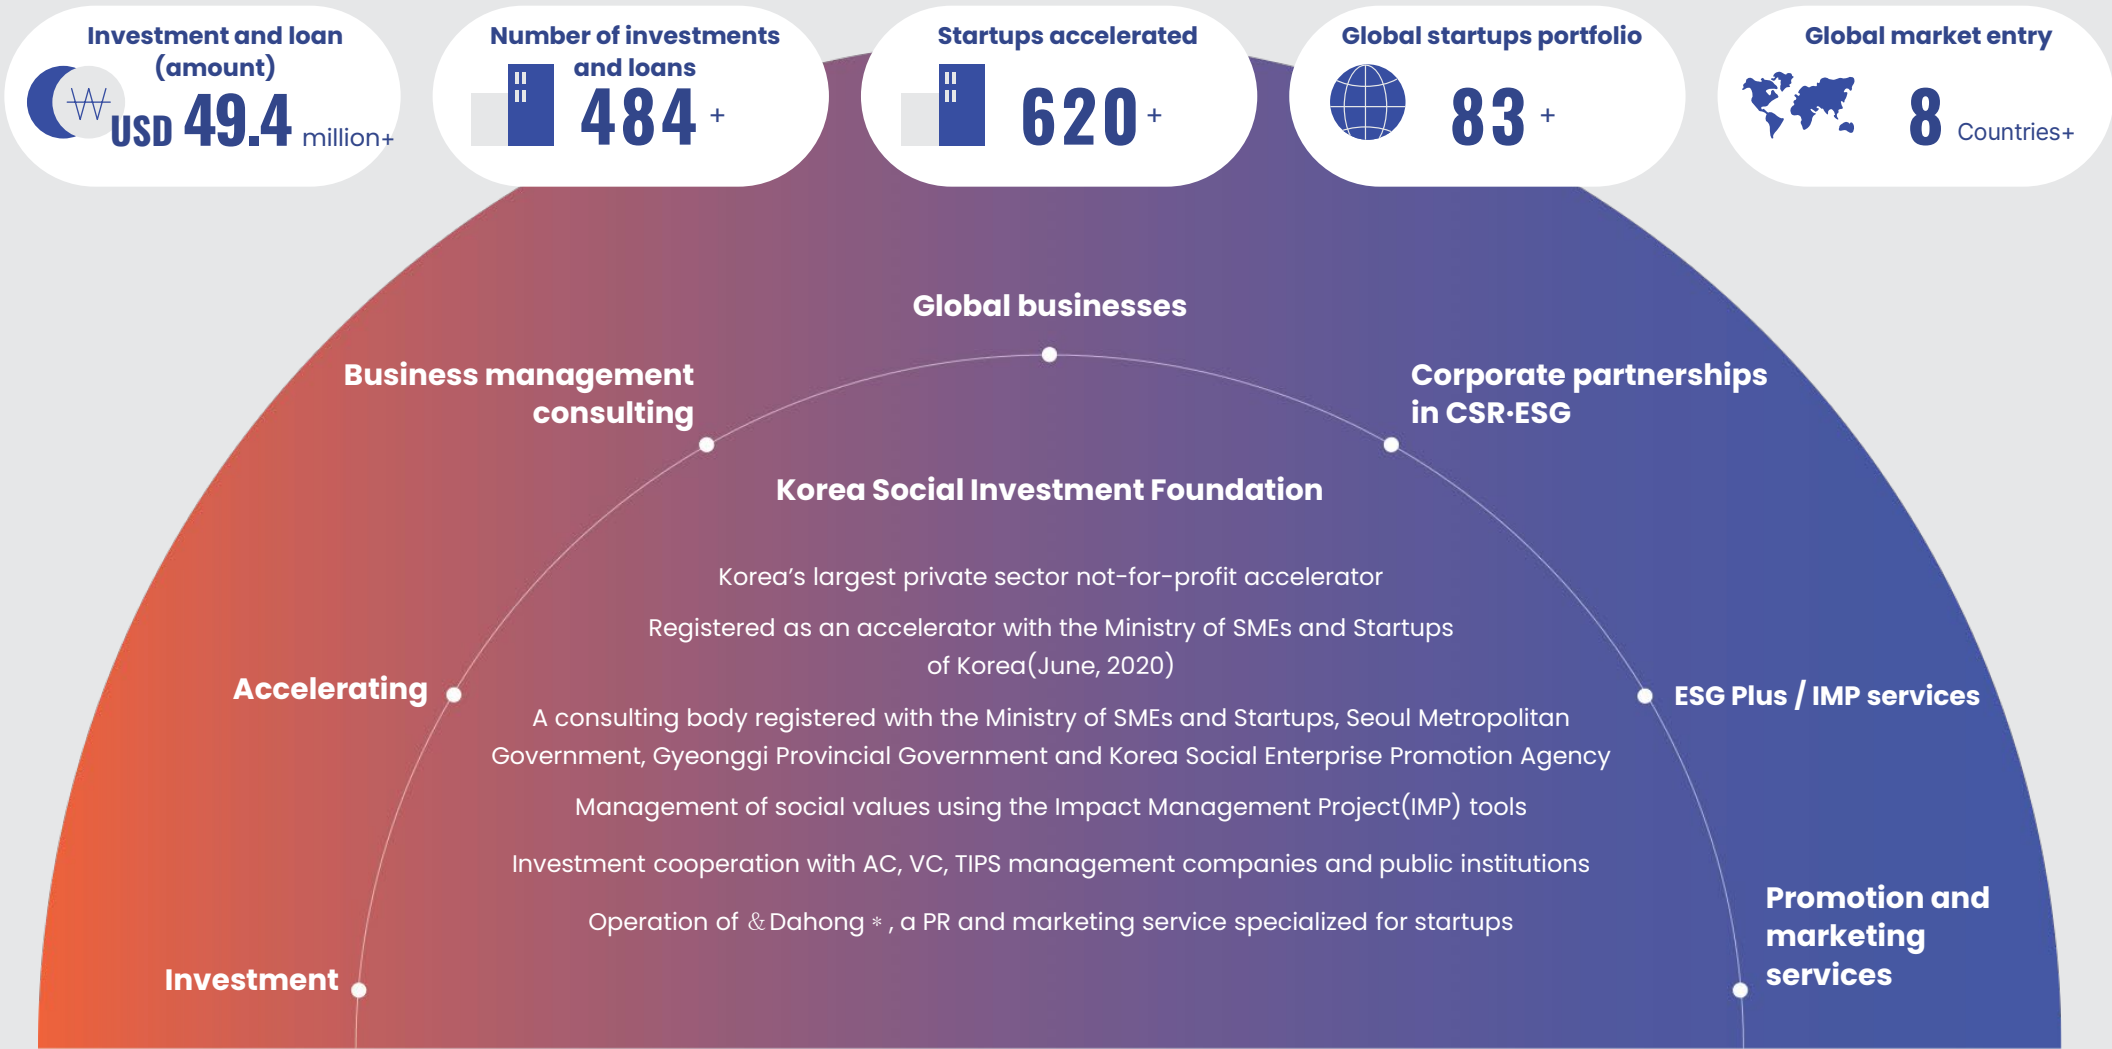 Investment and loan
(amount)
USD 49.4 million+
Number of investments
and loans
484 +
Startups accelerated
620 +
Global startups portfolio
83 +
Global market entry
8 Countries+
Global businesses
Business management
consulting
Corporate partnerships
in CSR·ESG
Korea Social Investment Foundation
Korea’s largest private sector not-for-profit accelerator
Registered as an accelerator with the Ministry of SMEs and Startups
of Korea(June, 2020)
Accelerating
ESG Plus / IMP services
A consulting body registered with the Ministry of SMEs and Startups, Seoul Metropolitan
Government, Gyeonggi Provincial Government and Korea Social Enterprise Promotion Agency
Management of social values using the Impact Management Project(IMP) tools
Investment cooperation with AC, VC, TIPS management companies and public institutions
Operation of & Dahong * , a PR and marketing service specialized for startups
Investment
Promotion and
marketing
services